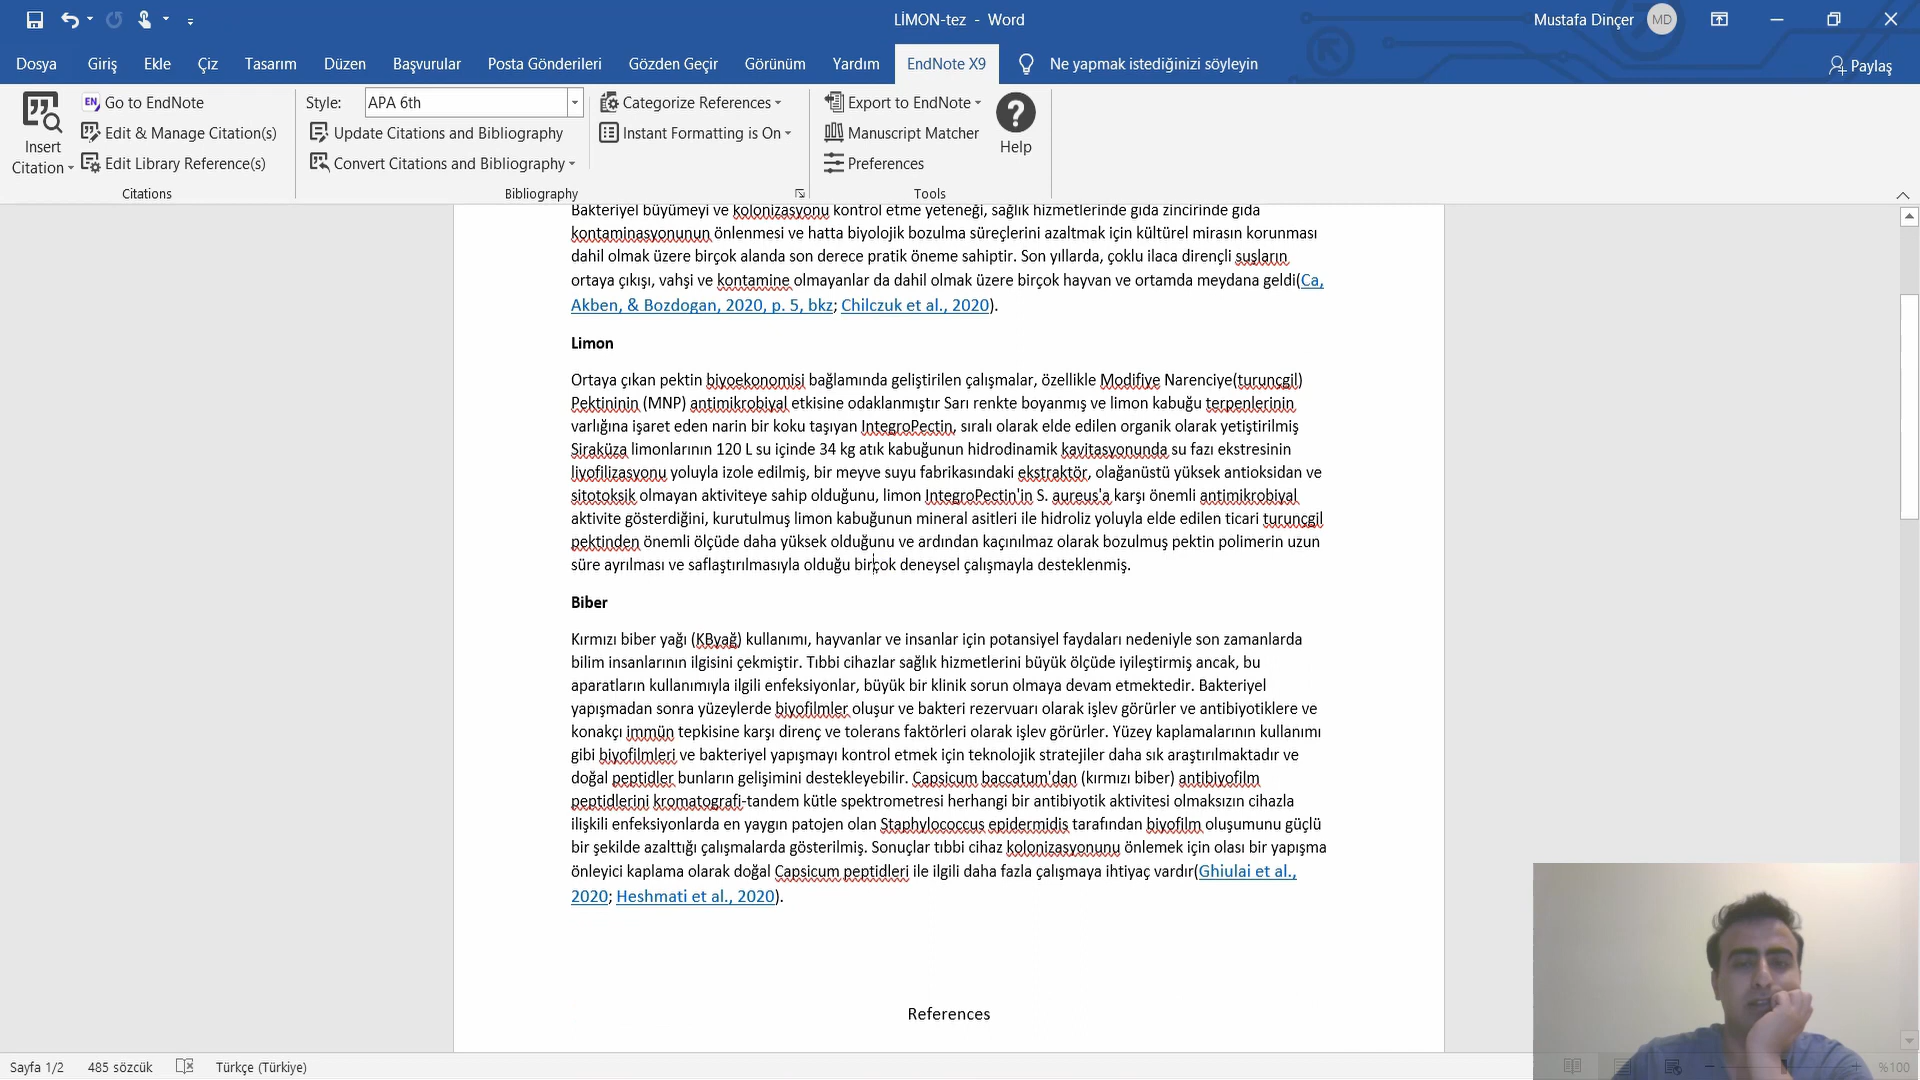 LİMON-tez - Word
Mustafa Dinçer
MD
Dosya
Giriş
Ekle
Çiz
Tasarım
Düzen
Başvurular
Posta Gönderileri
Gözden Geçir
Görünüm
Yardım
EndNote X9
Ne yapmak istediğinizi söyleyin
Paylaş
Insert
Citation
EN
Go to EndNote
Edit & Manage Citation(s)
Edit Library Reference(s)
Citations
Style:
APA 6th
Update Citations and Bibliography
Convert Citations and Bibliography
Categorize References
Instant Formatting is On
Bibliography
Export to EndNote
Manuscript Matcher
Preferences
Tools
?
Help
Bakteriyel büyümeyi ve kolonizasyonu kontrol etme yeteneği, sağlık hizmetlerinde gıda zincirinde gıda
kontaminasyonunun önlenmesi ve hatta biyolojik bozulma süreçlerini azaltmak için kültürel mirasın korunması
dahil olmak üzere birçok alanda son derece pratik öneme sahiptir. Son yıllarda, çoklu ilaca dirençli suşların
ortaya çıkışı, vahşi ve kontamine olmayanlar da dahil olmak üzere birçok hayvan ve ortamda meydana geldi(Ca,
Akben, & Bozdogan, 2020, p. 5, bkz; Chilczuk et al., 2020).
Limon
Ortaya çıkan pektin biyoekonomisi bağlamında geliştirilen çalışmalar, özellikle Modifiye Narenciye(turunçgil)
Pektininin (MNP) antimikrobiyal etkisine odaklanmıştır Sarı renkte boyanmış ve limon kabuğu terpenlerinin
varlığına işaret eden narin bir koku taşıyan IntegroPectin, sıralı olarak elde edilen organik olarak yetiştirilmiş
Siraküza limonlarının 120 L su içinde 34 kg atık kabuğunun hidrodinamik kavitasyonunda su fazı ekstresinin
liyofilizasyonu yoluyla izole edilmiş, bir meyve suyu fabrikasındaki ekstraktör, olağanüstü yüksek antioksidan ve
sitotoksik olmayan aktiviteye sahip olduğunu, limon IntegroPectin'in S. aureus'a karşı önemli antimikrobiyal
aktivite gösterdiğini, kurutulmuş limon kabuğunun mineral asitleri ile hidroliz yoluyla elde edilen ticari turunçgil
pektinden önemli ölçüde daha yüksek olduğunu ve ardından kaçınılmaz olarak bozulmuş pektin polimerin uzun
süre ayrılması ve saflaştırılmasıyla olduğu birçok deneysel çalışmayla desteklenmiş.
Biber
Kırmızı biber yağı (KByağ) kullanımı, hayvanlar ve insanlar için potansiyel faydaları nedeniyle son zamanlarda
bilim insanlarının ilgisini çekmiştir. Tıbbi cihazlar sağlık hizmetlerini büyük ölçüde iyileştirmiş ancak, bu
aparatların kullanımıyla ilgili enfeksiyonlar, büyük bir klinik sorun olmaya devam etmektedir. Bakteriyel
yapışmadan sonra yüzeylerde biyofilmler oluşur ve bakteri rezervuarı olarak işlev görürler ve antibiyotiklere ve
konakçı immün tepkisine karşı direnç ve tolerans faktörleri olarak işlev görürler. Yüzey kaplamalarının kullanımı
gibi biyofilmleri ve bakteriyel yapışmayı kontrol etmek için teknolojik stratejiler daha sık araştırılmaktadır ve
doğal peptidler bunların gelişimini destekleyebilir. Capsicum baccatum'dan (kırmızı biber) antibiyofilm
peptidlerini kromatografi-tandem kütle spektrometresi herhangi bir antibiyotik aktivitesi olmaksızın cihazla
ilişkili enfeksiyonlarda en yaygın patojen olan Staphylococcus epidermidis tarafından biyofilm oluşumunu güçlü
bir şekilde azalttığı çalışmalarda gösterilmiş. Sonuçlar tıbbi cihaz kolonizasyonunu önlemek için olası bir yapışma
önleyici kaplama olarak doğal Capsicum peptidleri ile ilgili daha fazla çalışmaya ihtiyaç vardır(Ghiulai et al.,
2020; Heshmati et al., 2020).
References
Sayfa 1/2
485 sözcük
Türkçe (Türkiye)
%100